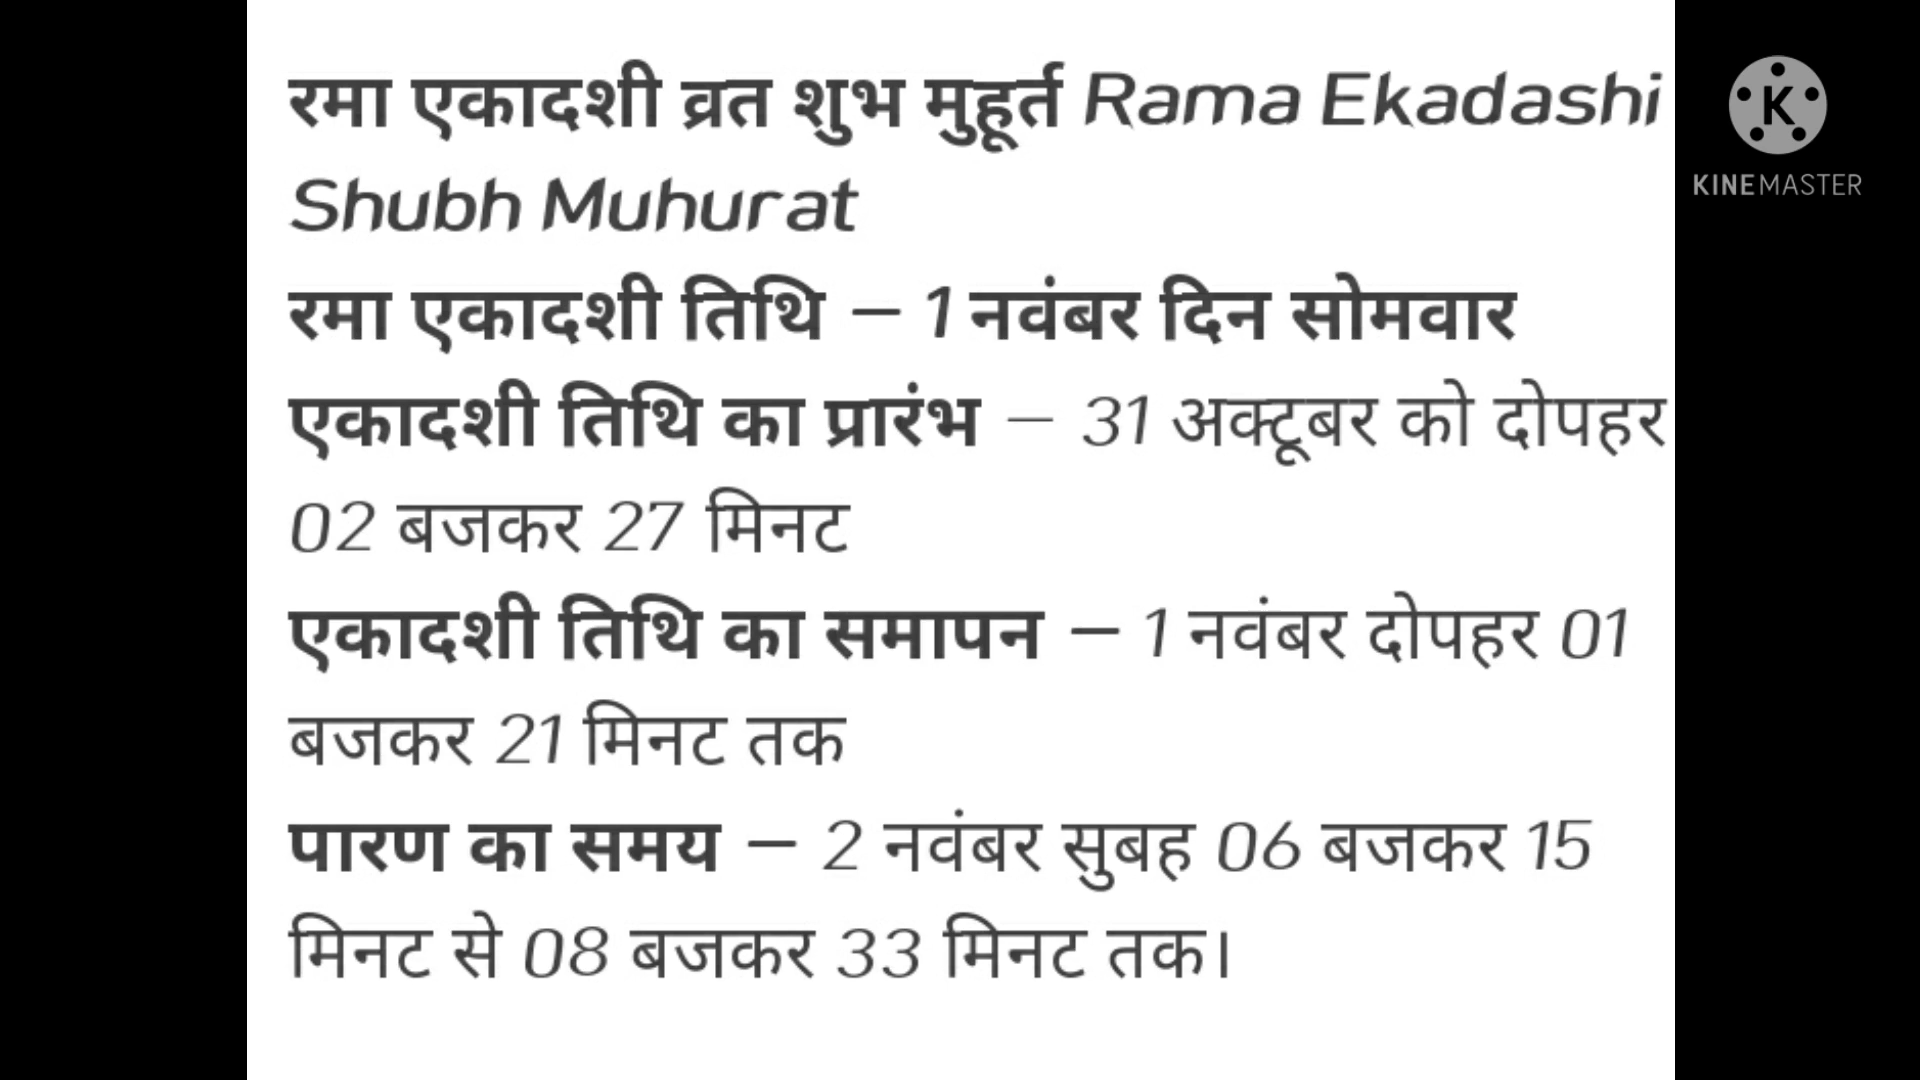 रमा एकादशी व्रत शुभ मुहूर्त Rama Ekadashi
Shubh Muhurat
रमा एकादशी तिथि – 1 नवंबर दिन सोमवार
एकादशी तिथि का प्रारंभ – 31 अक्टूबर को दोपहर
02 बजकर 27 मिनट
एकादशी तिथि का समापन – 1 नवंबर दोपहर 01
बजकर 21 मिनट तक
पारण का समय – 2 नवंबर सुबह 06 बजकर 15
मिनट से 08 बजकर 33 मिनट तक।
K
KINEMASTER